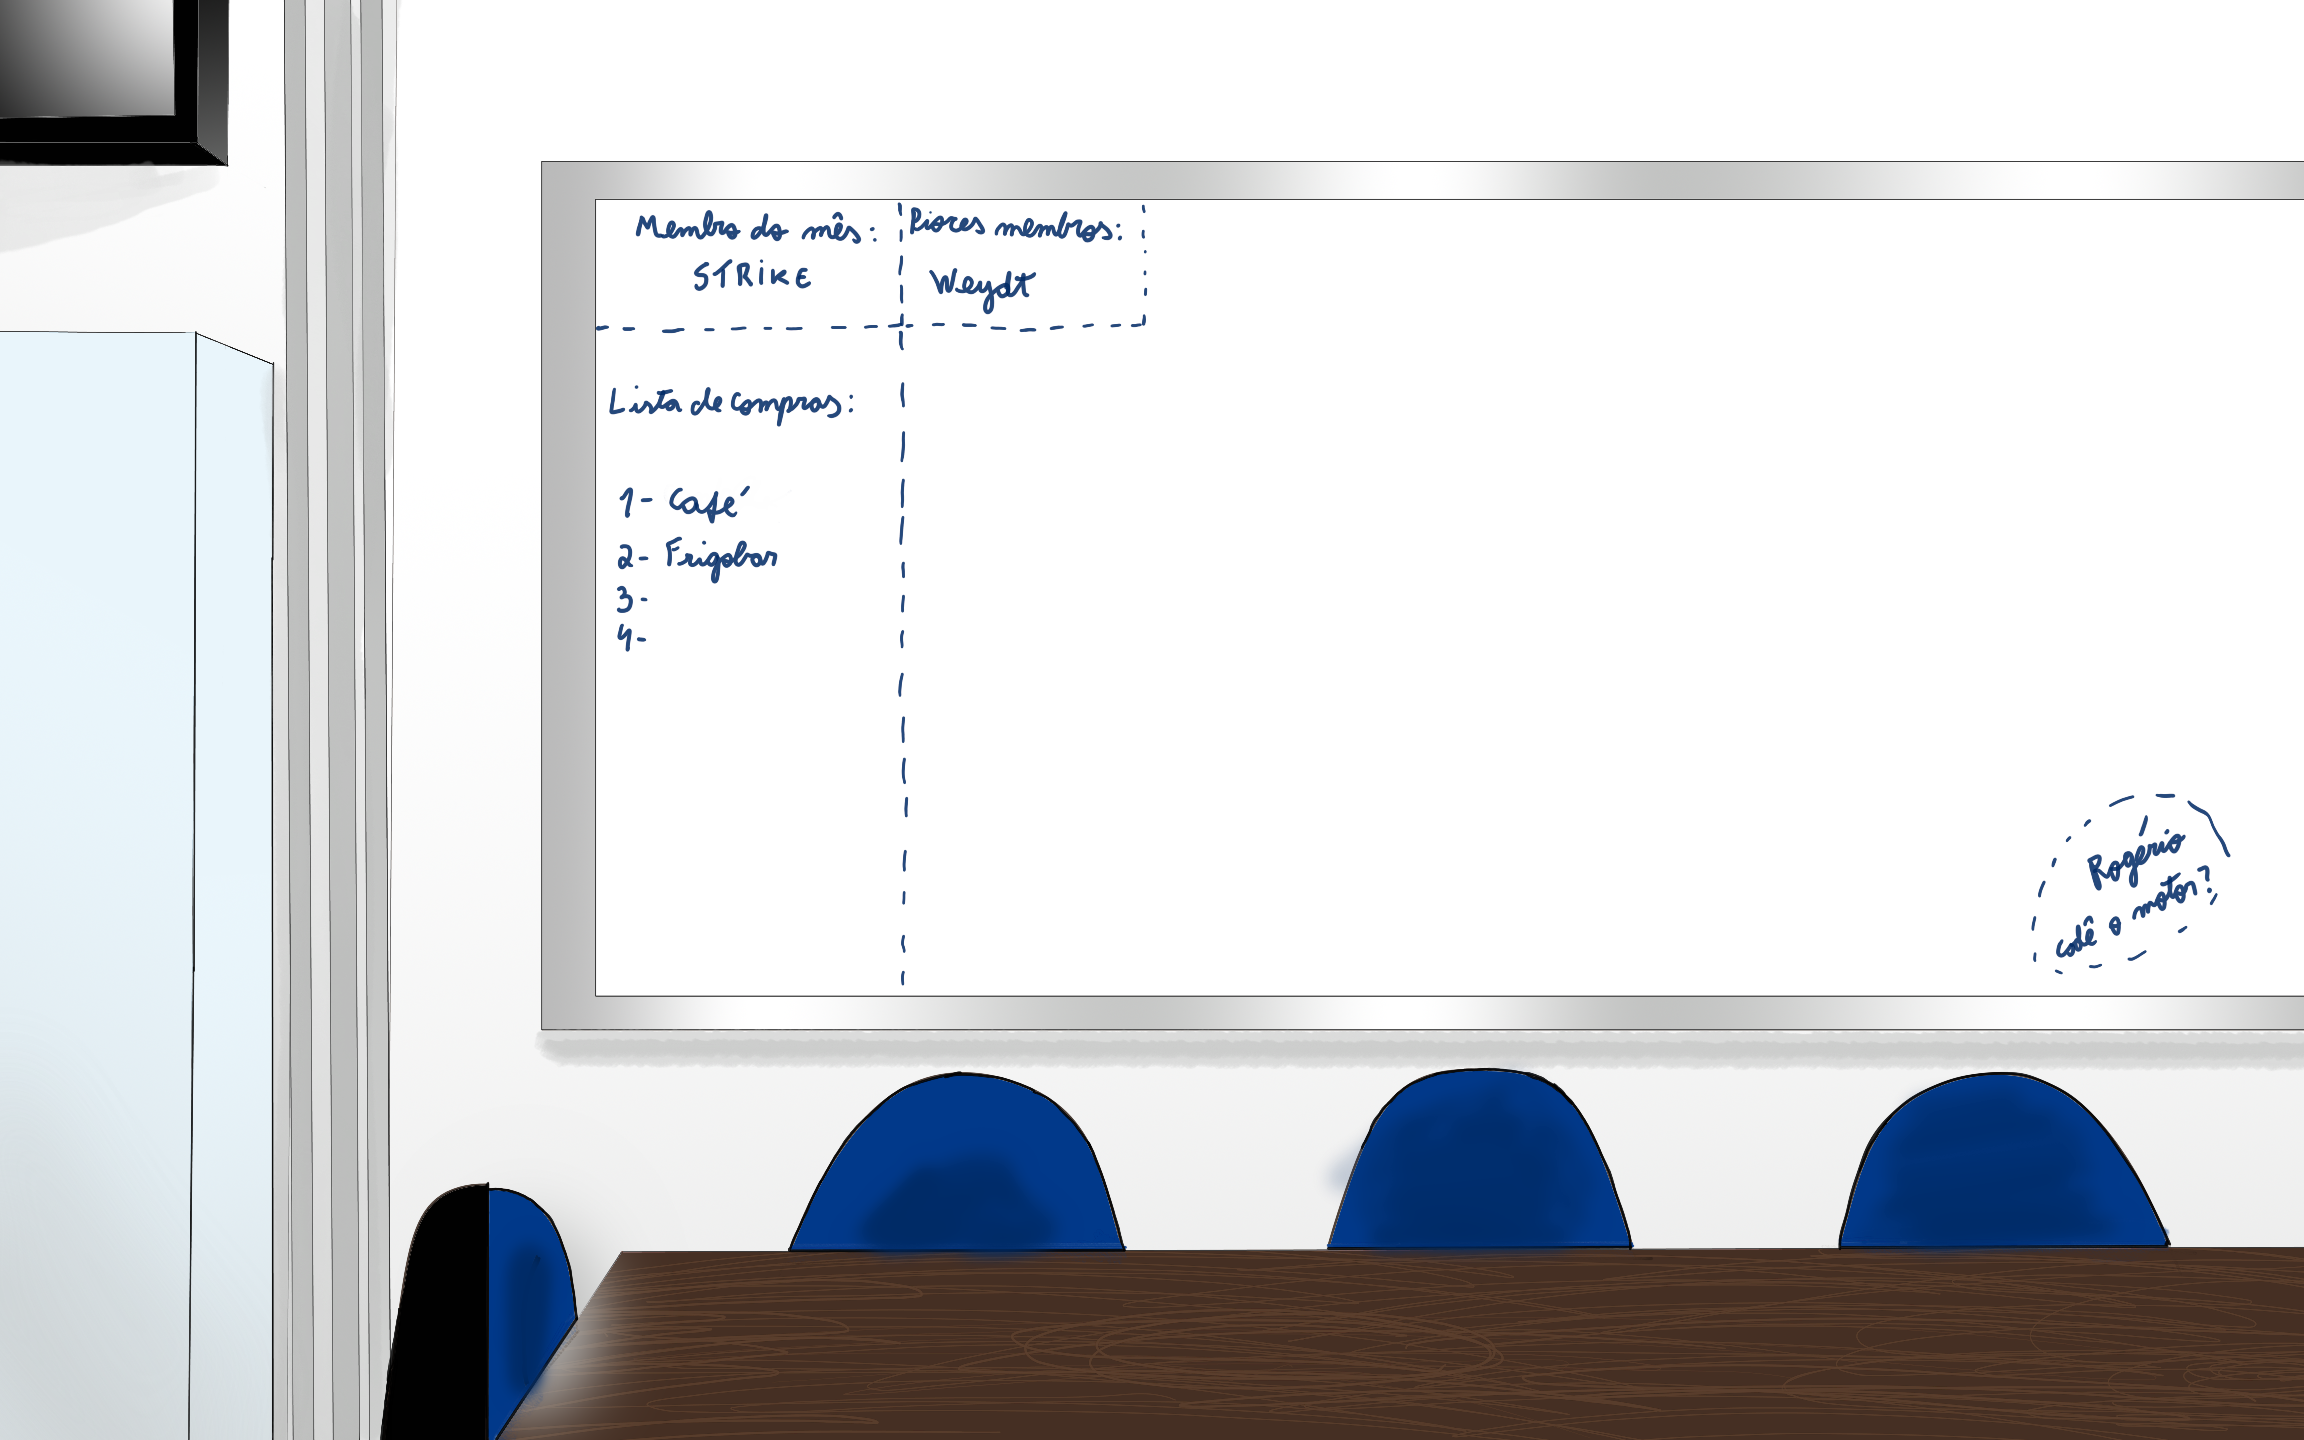 Membro do mês:
STRIKE
Piores membros:
Weydt
Lista de compras:
1- Café
2- Frigobar
3-
4-
Rogério
cadê o motor?